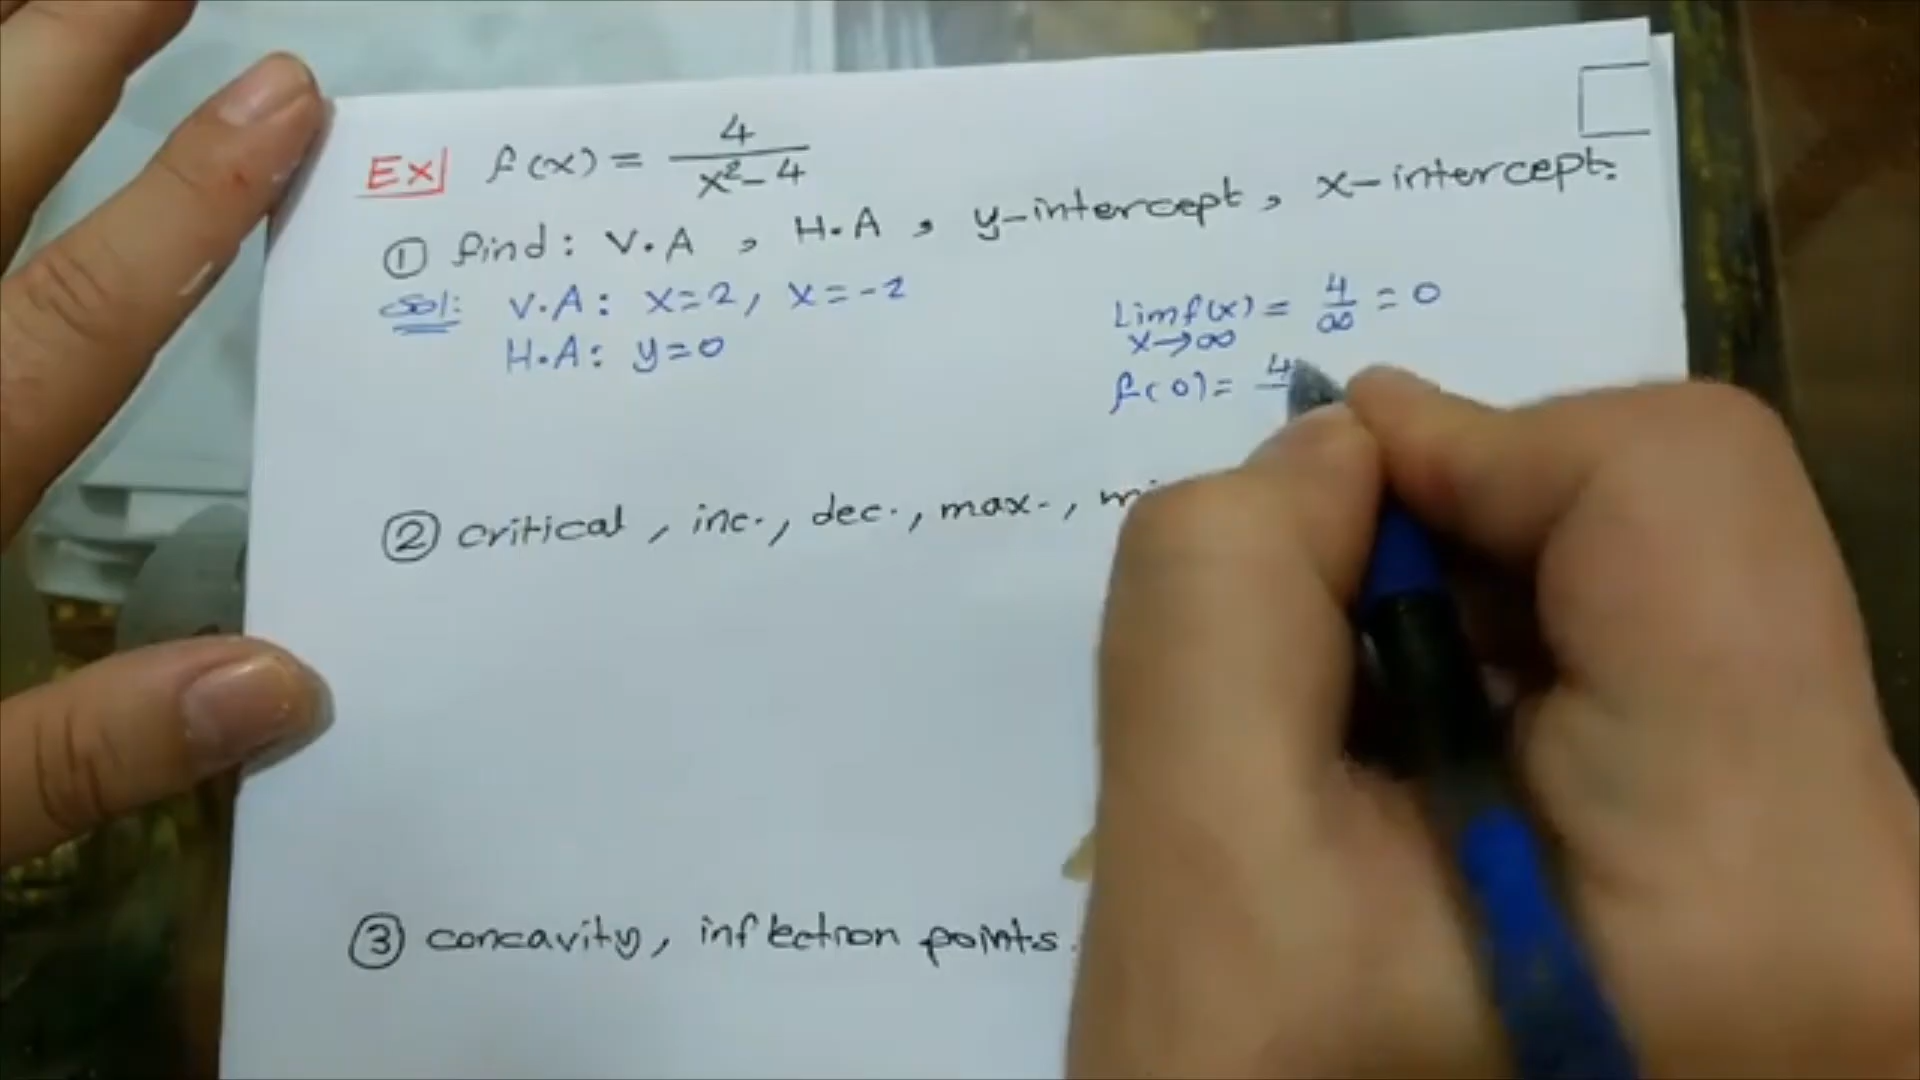 Ex f(x) = 4/(x²-4)
① find: V.A , H.A , y-intercept , x-intercept.
Sol: V.A: x=2, x=-2
H.A: y=0
Lim f(x) = 4/∞ = 0
x→∞
f(0) = 4
② critical , inc. , dec. , max. ,
③ concavity, inflection points.